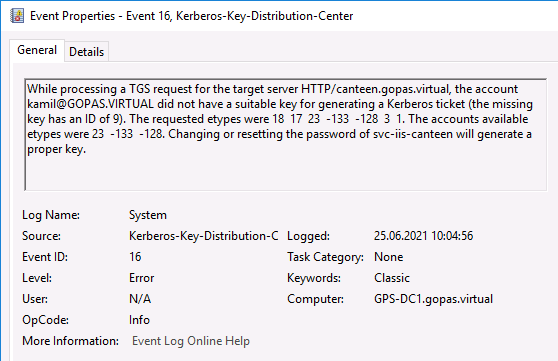 Event Properties - Event 16, Kerberos-Key-Distribution-Center
General Details
While processing a TGS request for the target server HTTP/canteen.gopas.virtual, the account
kamil@GOPAS.VIRTUAL did not have a suitable key for generating a Kerberos ticket (the missing
key has an ID of 9). The requested etypes were 18 17 23 -133 -128 3 1. The accounts available
etypes were 23 -133 -128. Changing or resetting the password of svc-iis-canteen will generate a
proper key.
Log Name: System
Source: Kerberos-Key-Distribution-C Logged: 25.06.2021 10:04:56
Event ID: 16 Task Category: None
Level: Error Keywords: Classic
User: N/A Computer: GPS-DC1.gopas.virtual
OpCode: Info
More Information: Event Log Online Help